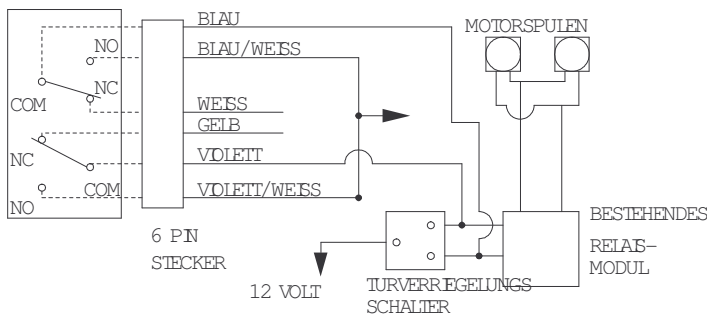 BLAU
NO
BLAU/WEISS
MOTORSPULEN
NC
COM
WEISS
GELB
NC
VIOLETT
COM
NO
VIOLETT/WEISS
6 PIN
STECKER
BESTEHENDES
RELAIS-
MODUL
12 VOLT
TURVERRIEGELUNGS
SCHALTER